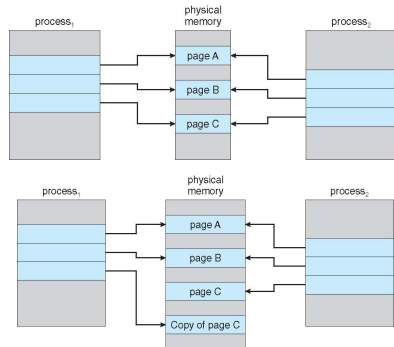 physical
memory
process₁
process₂
page A
page B
page C
physical
memory
process₁
process₂
page A
page B
page C
Copy of page C